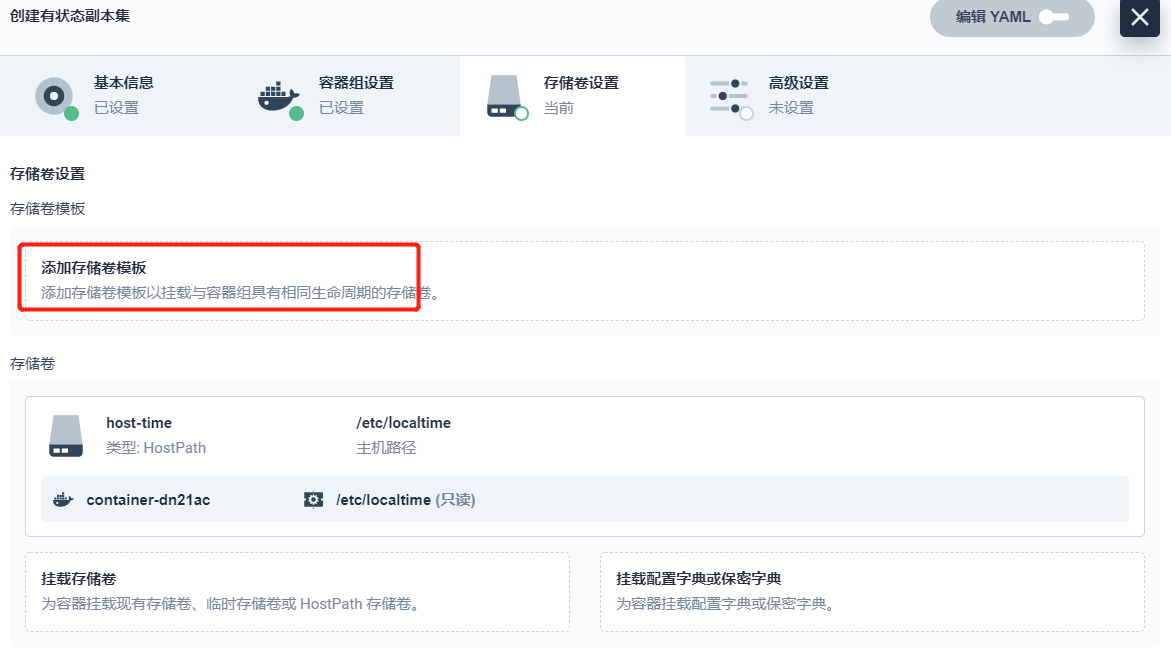 创建有状态副本集
编辑 YAML
基本信息
已设置
容器组设置
已设置
存储卷设置
当前
高级设置
未设置
存储卷设置
存储卷模板
添加存储卷模板
添加存储卷模板以挂载与容器组具有相同生命周期的存储卷。
存储卷
host-time
类型: HostPath
/etc/localtime
主机路径
container-dn21ac
/etc/localtime (只读)
挂载存储卷
为容器挂载现有存储卷、临时存储卷或 HostPath 存储卷。
挂载配置字典或保密字典
为容器挂载配置字典或保密字典。